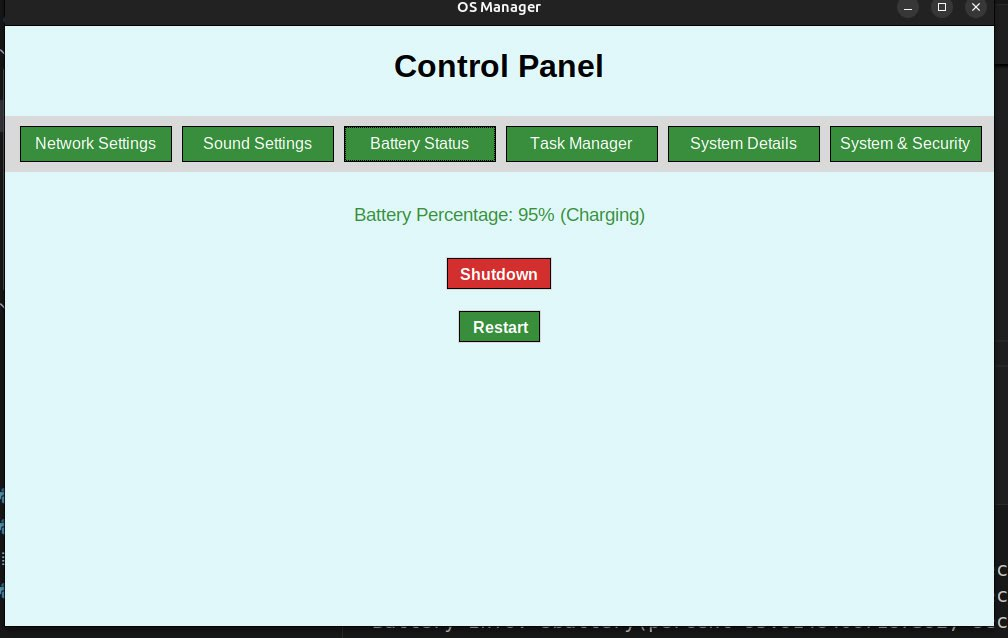 OS Manager
Control Panel
Network Settings Sound Settings Battery Status Task Manager System Details System & Security
Battery Percentage: 95% (Charging)
Shutdown
Restart